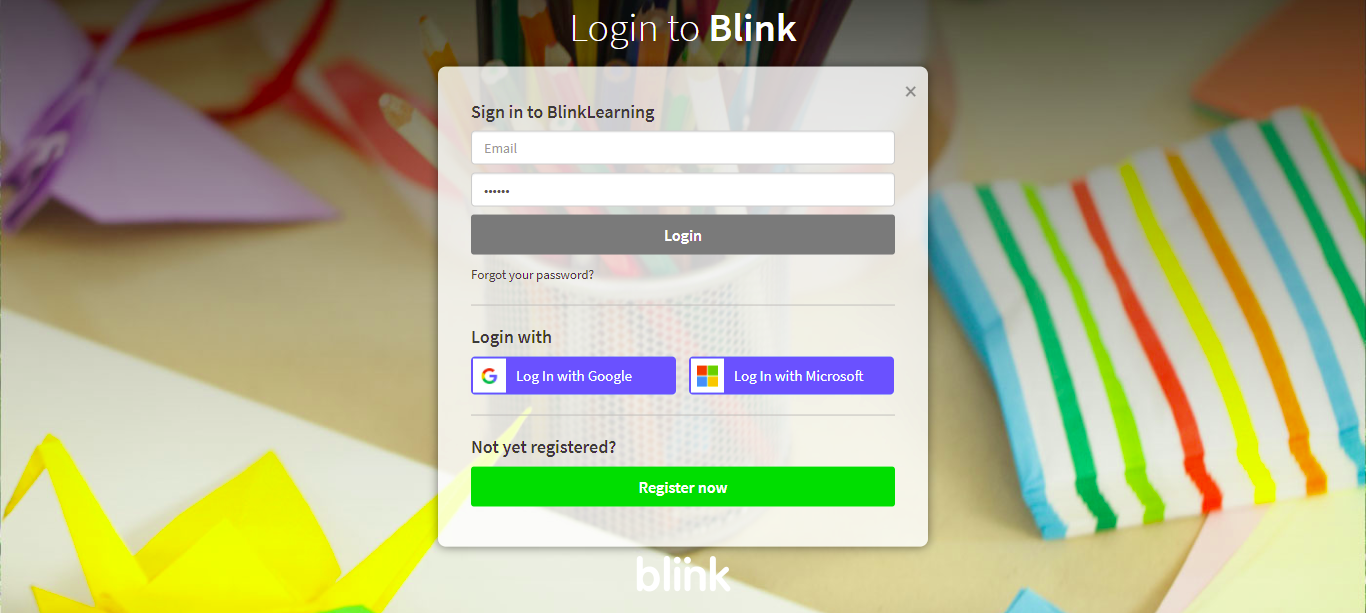 Login to Blink
×
Sign in to BlinkLearning
Email
••••••
Login
Forgot your password?
Login with
Log In with Google
Log In with Microsoft
Not yet registered?
Register now
blink